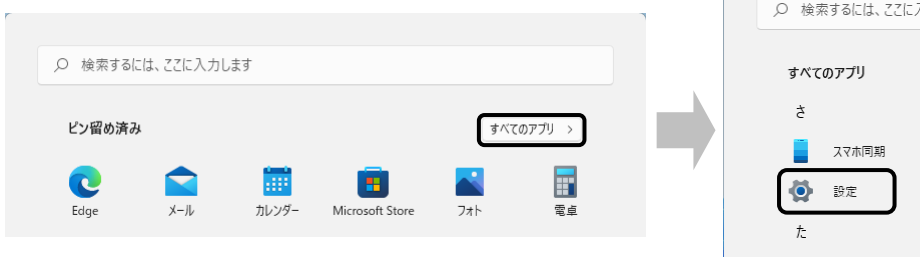 検索するには、ここに入力します
ピン留め済み
すべてのアプリ >
Edge
メール
カレンダー
Microsoft Store
フォト
電卓
検索するには、ここに入
すべてのアプリ
さ
スマホ同期
設定
た